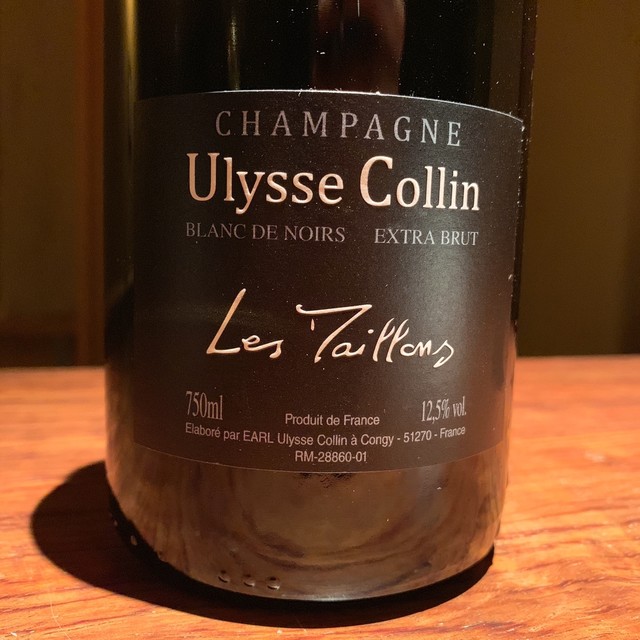 CHAMPAGNE
Ulysse Collin
BLANC DE NOIRS EXTRA BRUT
Les Maillons
750ml Produit de France 12,5% vol.
Elaboré par EARL Ulysse Collin à Congy - 51270 - France
RM-28860-01